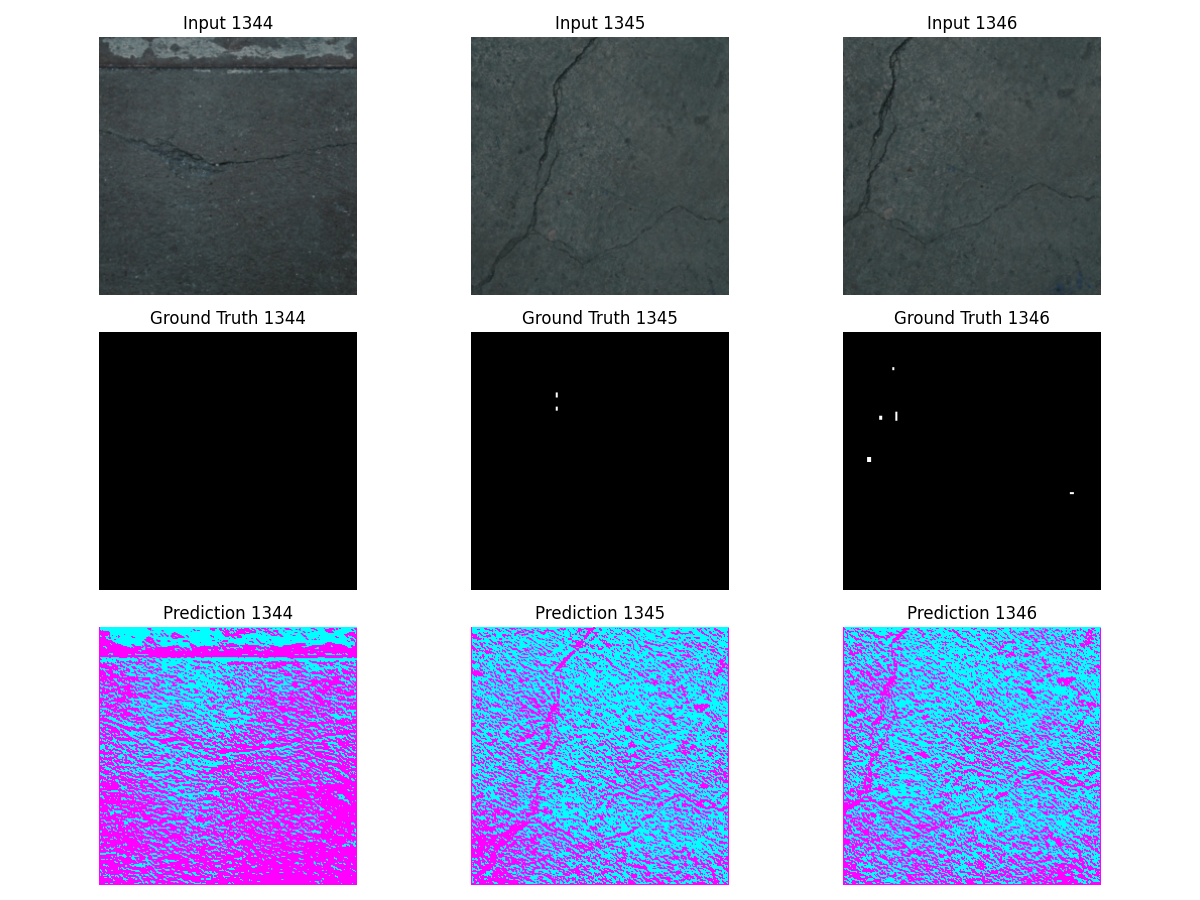 Input 1344
Input 1345
Input 1346
Ground Truth 1344
Ground Truth 1345
Ground Truth 1346
Prediction 1344
Prediction 1345
Prediction 1346